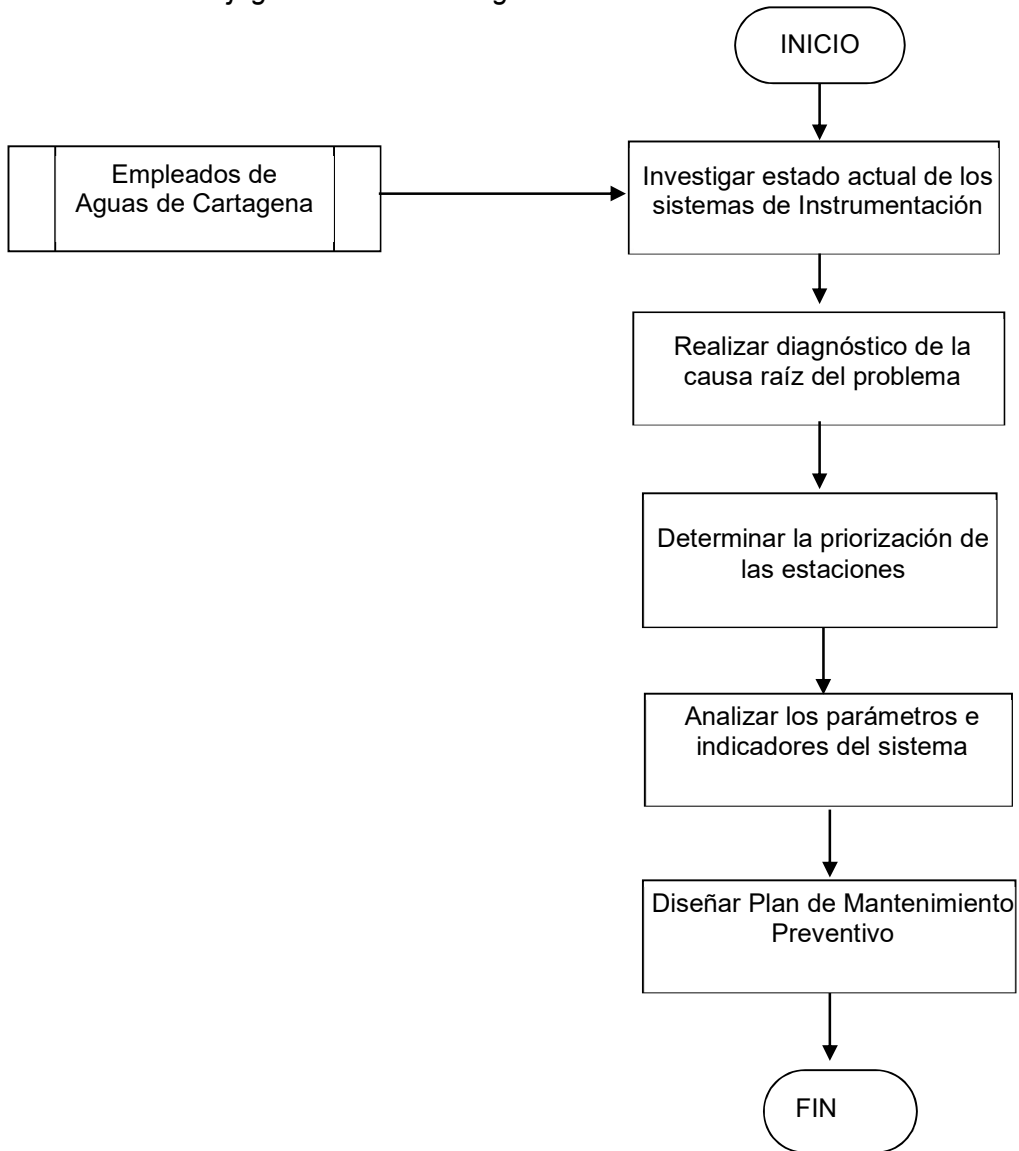 INICIO
Empleados de
Aguas de Cartagena
Investigar estado actual de los
sistemas de Instrumentación
Realizar diagnóstico de la
causa raíz del problema
Determinar la priorización de
las estaciones
Analizar los parámetros e
indicadores del sistema
Diseñar Plan de Mantenimiento
Preventivo
FIN